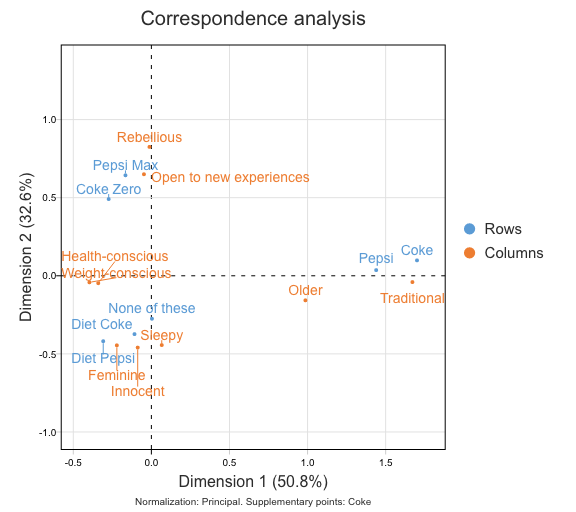 Correspondence analysis
Dimension 2 (32.6%)
1.0
0.5
0.0
-0.5
-1.0
Rebellious
Pepsi Max
Open to new experiences
Coke Zero
Health-conscious
Weight-conscious
Pepsi
Coke
Older
Traditional
None of these
Diet Coke
Sleepy
Diet Pepsi
Feminine
Innocent
Rows
Columns
-0.5
0.0
0.5
1.0
1.5
Dimension 1 (50.8%)
Normalization: Principal. Supplementary points: Coke